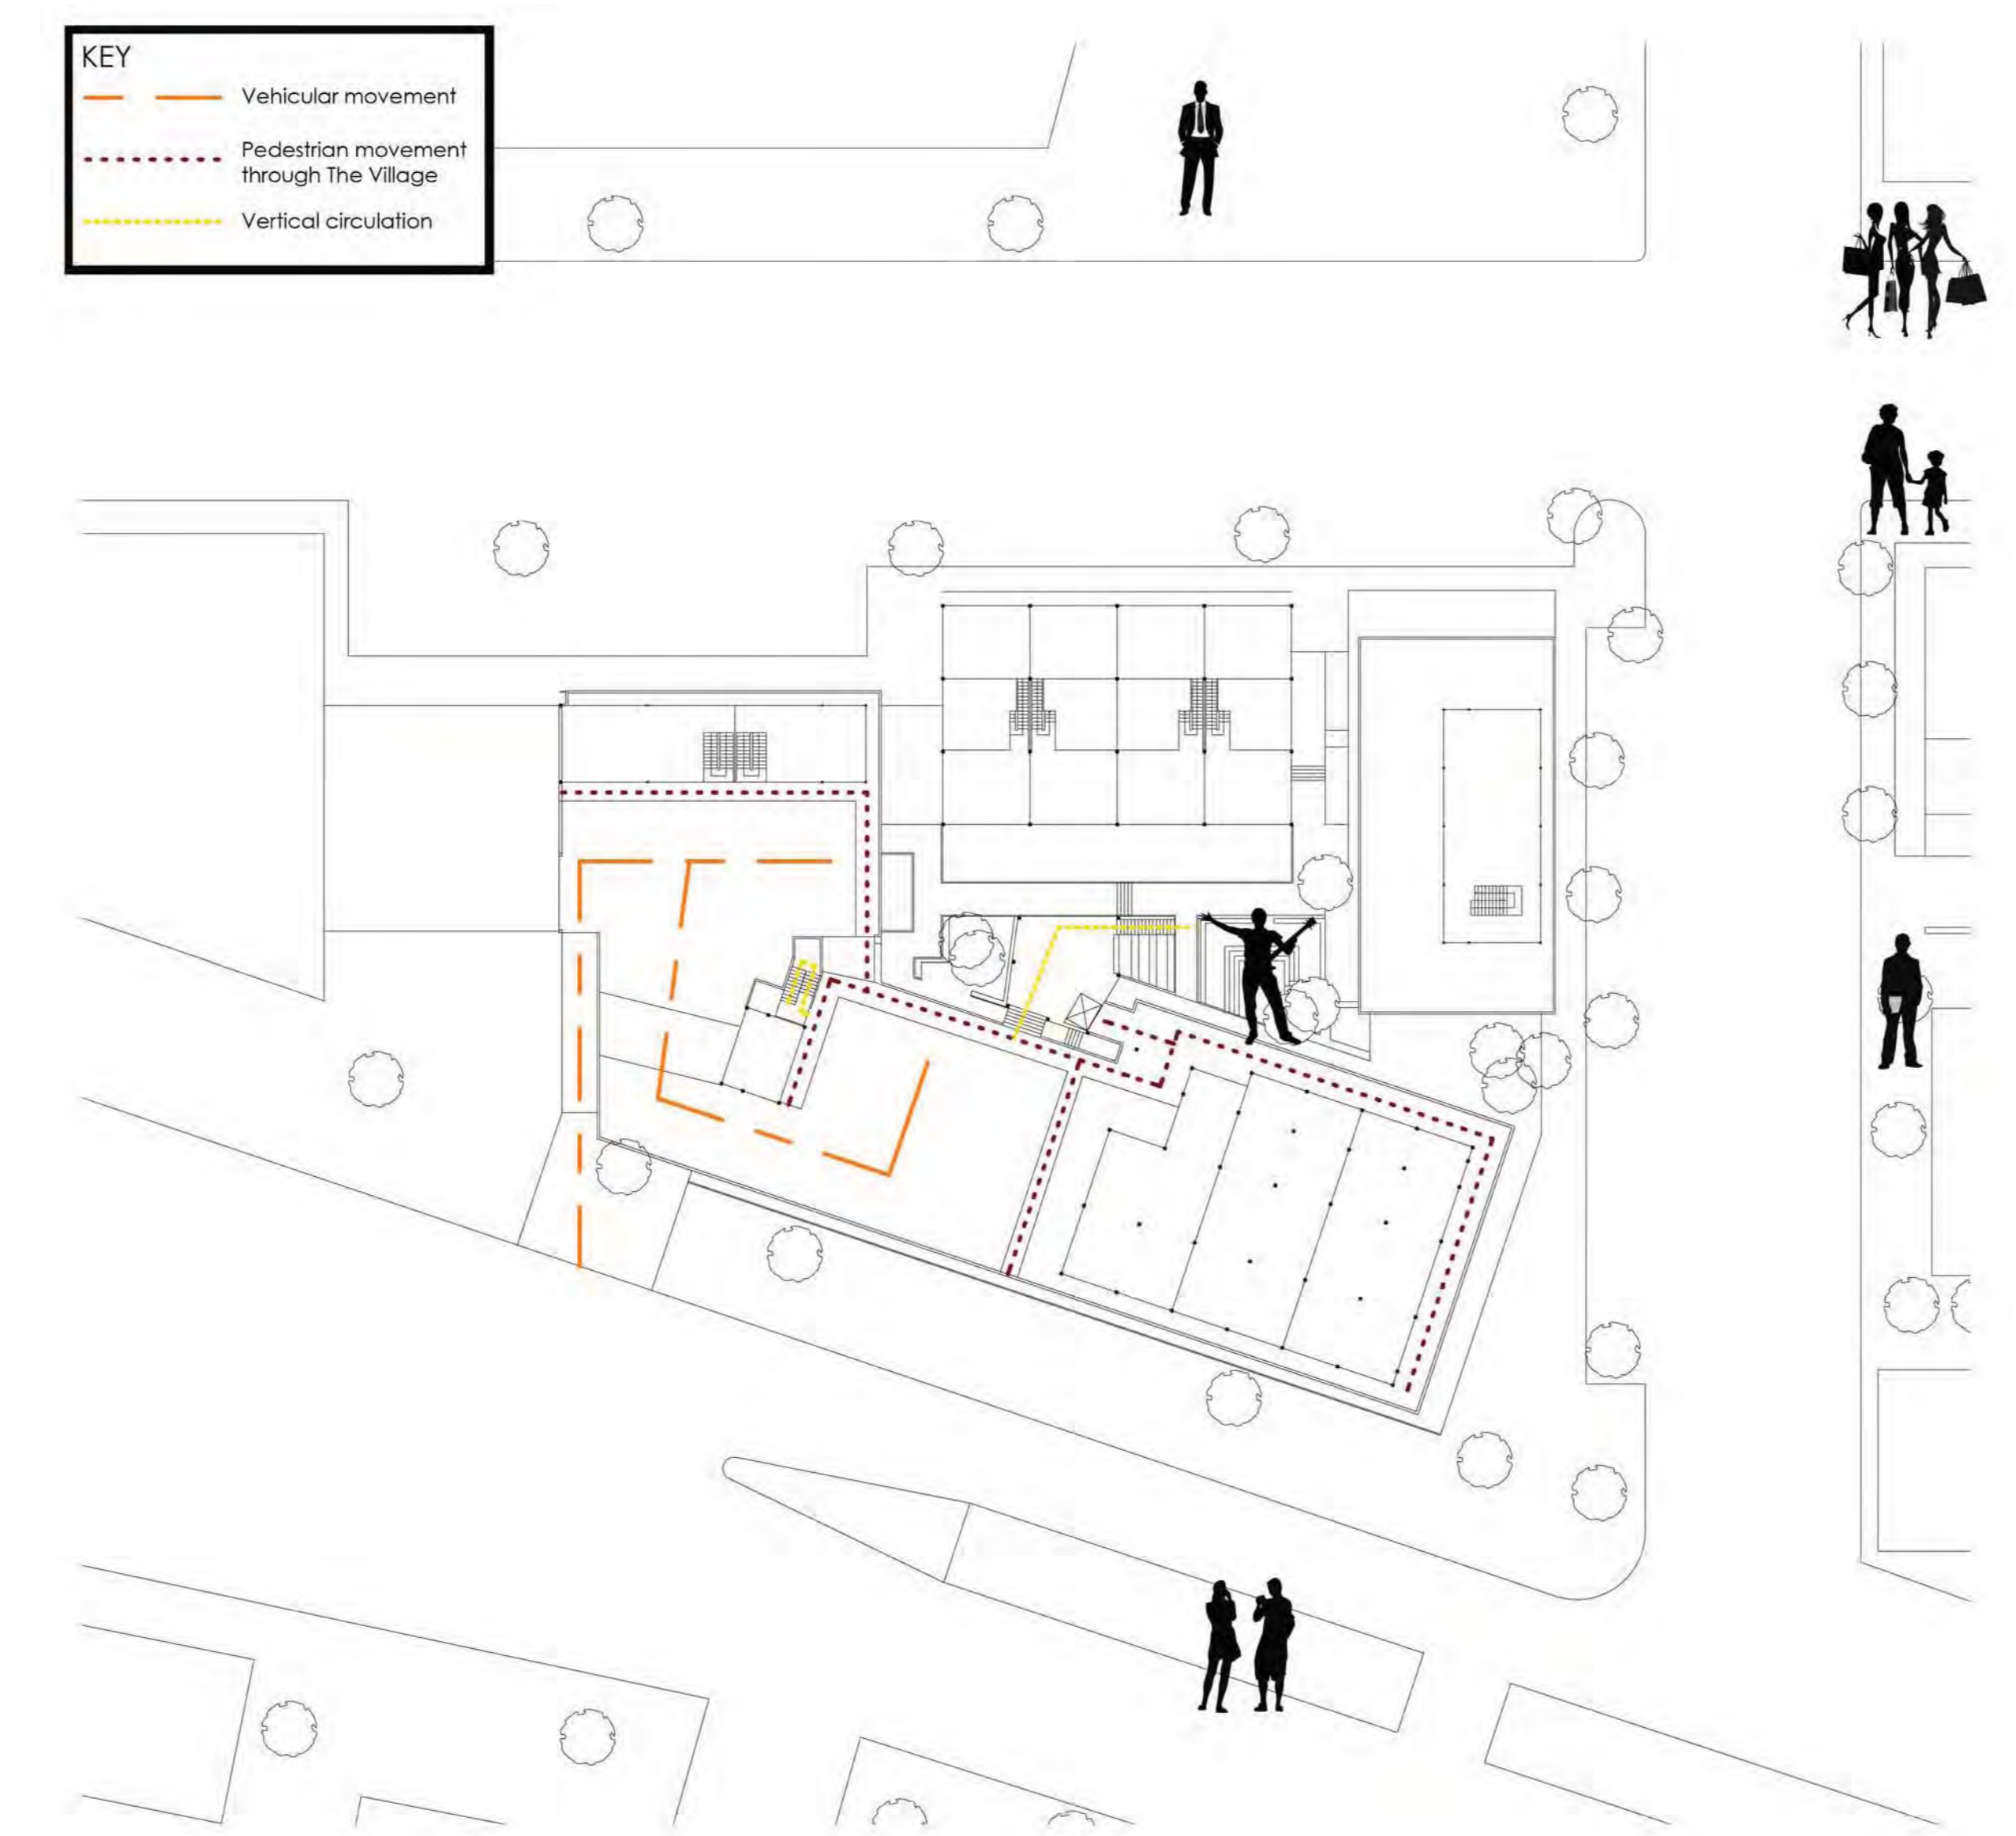 KEY
Vehicular movement
Pedestrian movement
through The Village
Vertical circulation